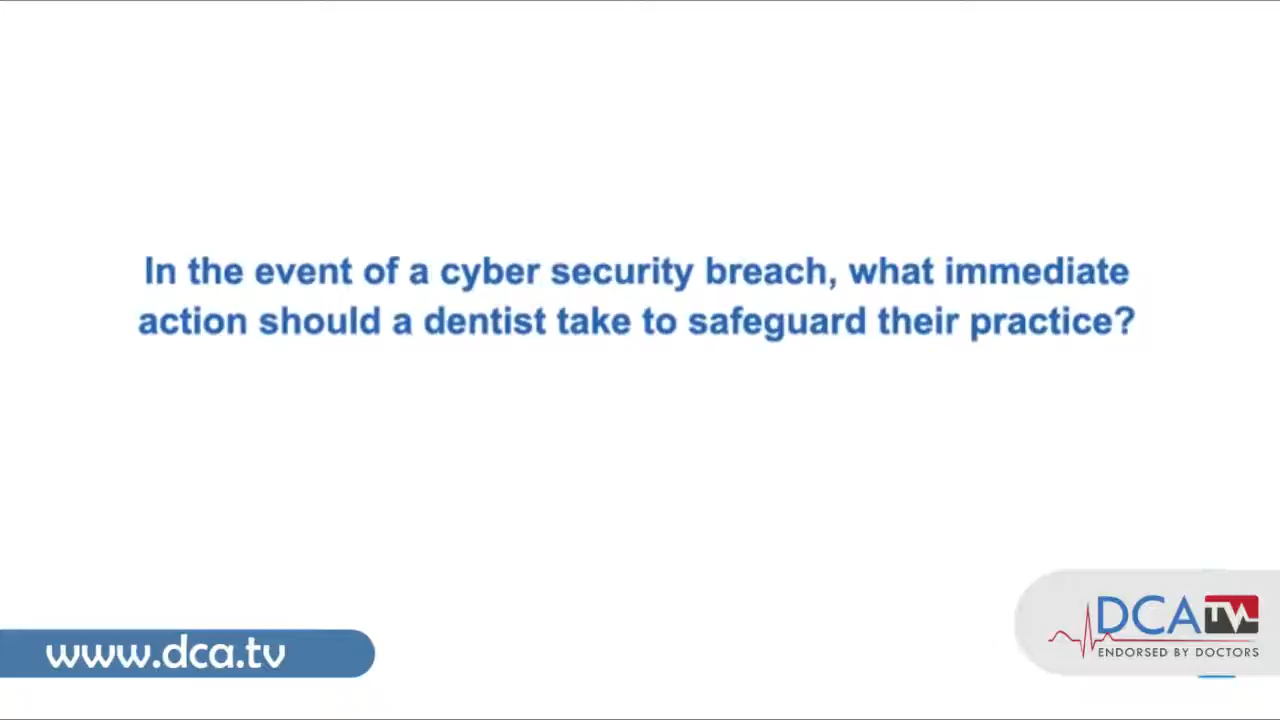 In the event of a cyber security breach, what immediate
action should a dentist take to safeguard their practice?
www.dca.tv
DCA TV
ENDORSED BY DOCTORS